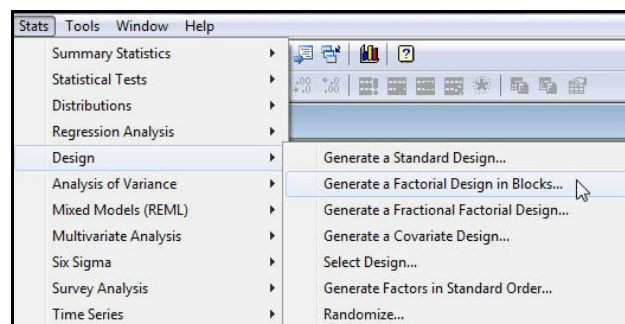 Stats Tools Window Help
Summary Statistics
Statistical Tests
Distributions
Regression Analysis
Design
Analysis of Variance
Mixed Models (REML)
Multivariate Analysis
Six Sigma
Survey Analysis
Time Series
Generate a Standard Design...
Generate a Factorial Design in Blocks...
Generate a Fractional Factorial Design...
Generate a Covariate Design...
Select Design...
Generate Factors in Standard Order...
Randomize...